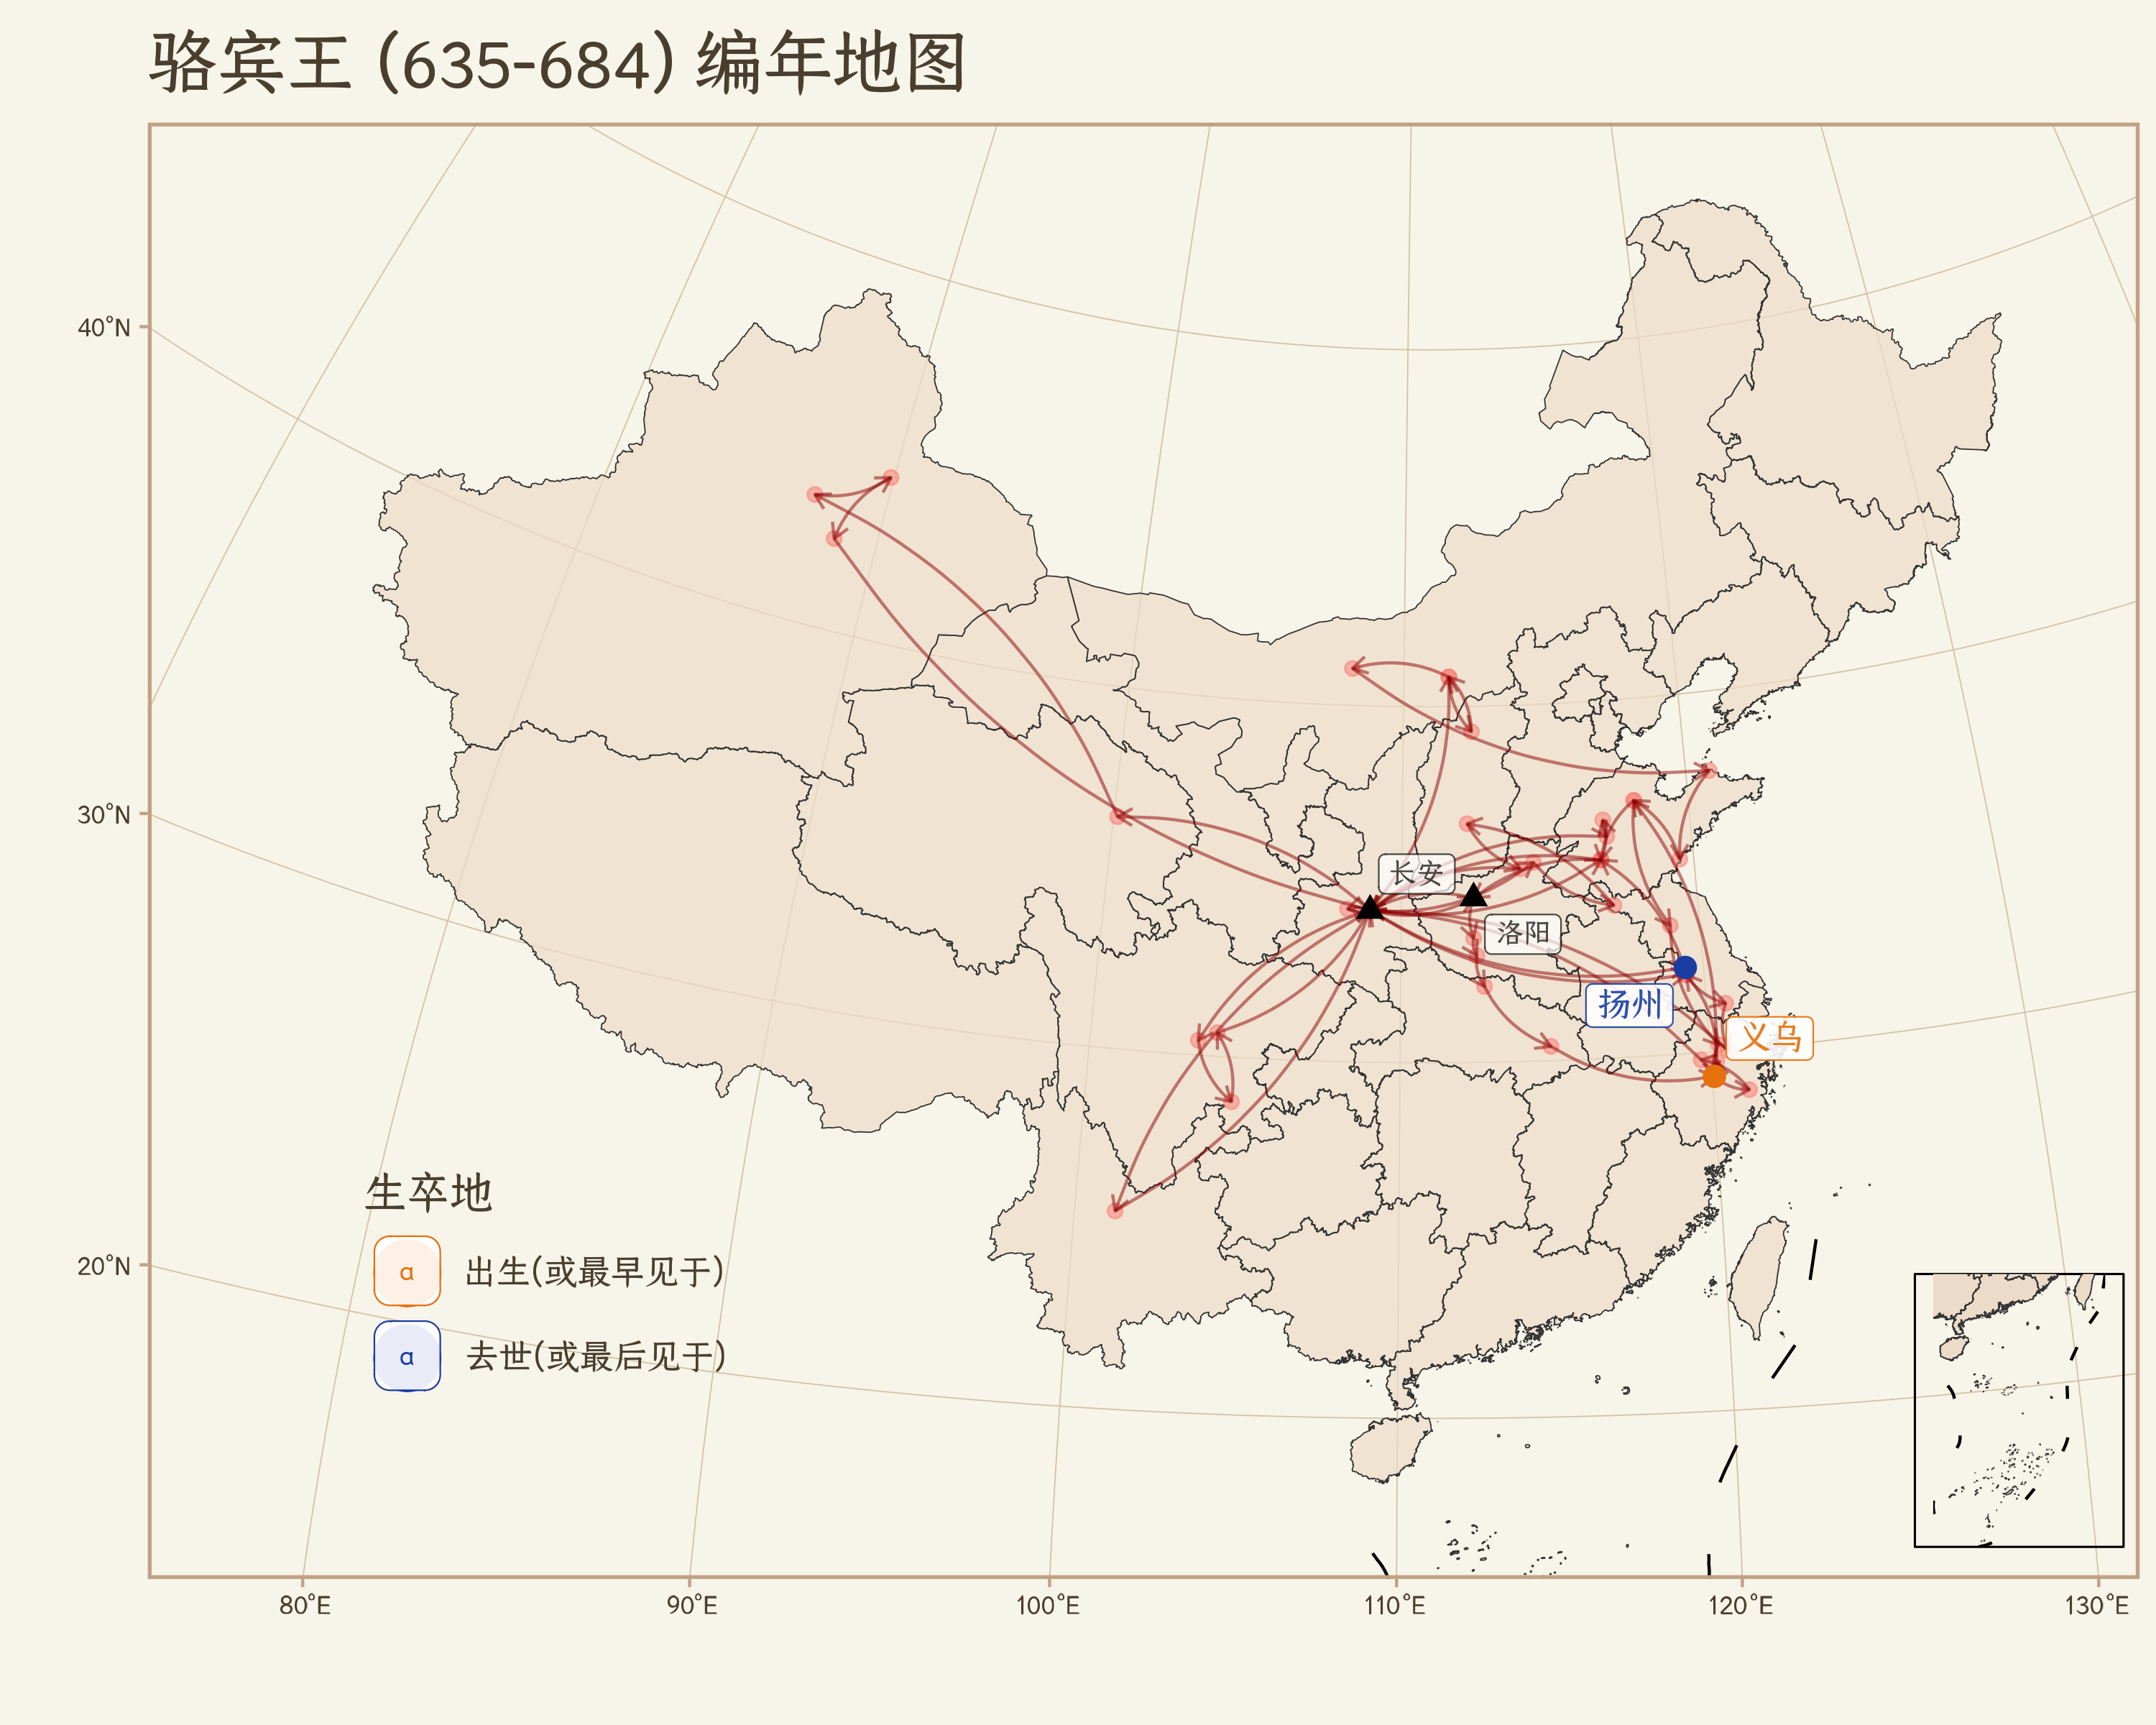 骆宾王 (635-684) 编年地图
40°N
30°N
20°N
长安
洛阳
扬州
义乌
生卒地
a 出生(或最早见于)
a 去世(或最后见于)
80°E
90°E
100°E
110°E
120°E
130°E